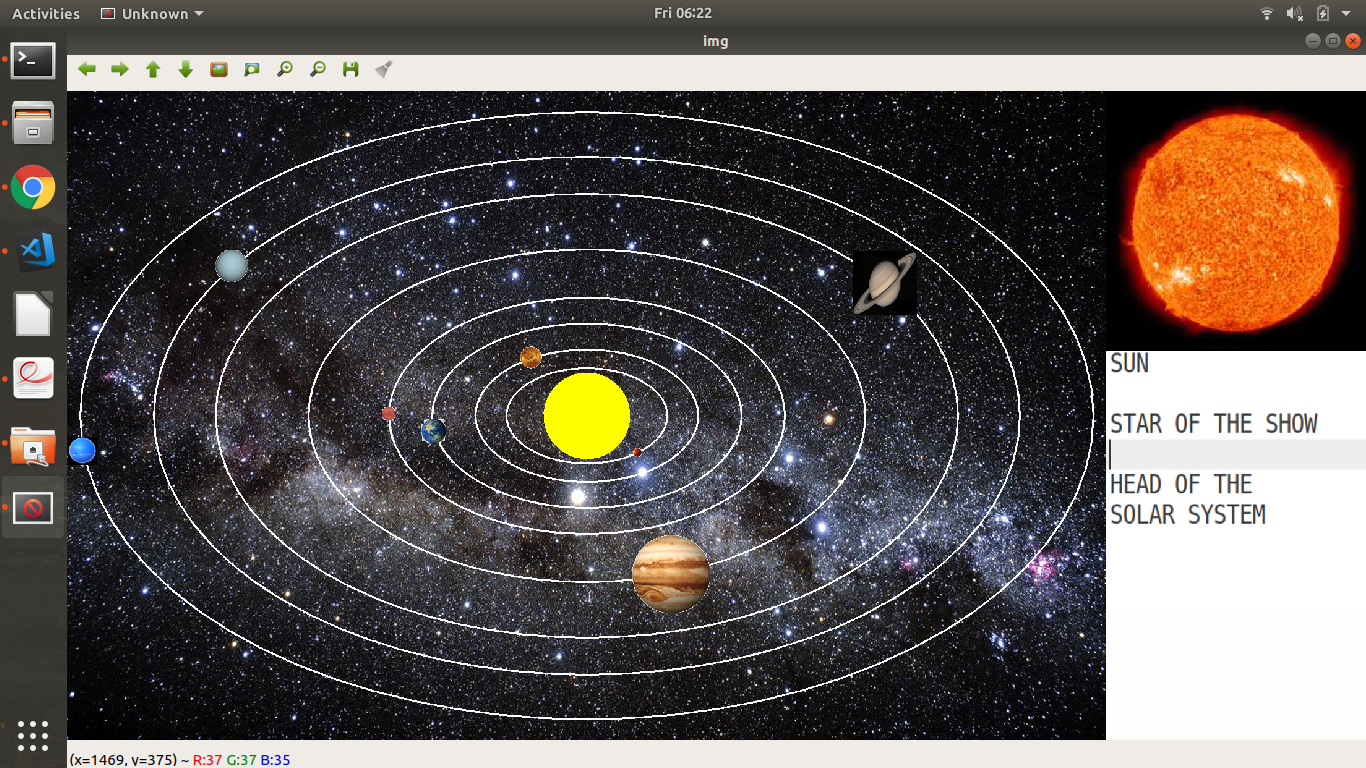 Activities Unknown Fri 06:22
img
SUN
STAR OF THE SHOW
HEAD OF THE
SOLAR SYSTEM
(x=1469, y=375) ~ R:37 G:37 B:35